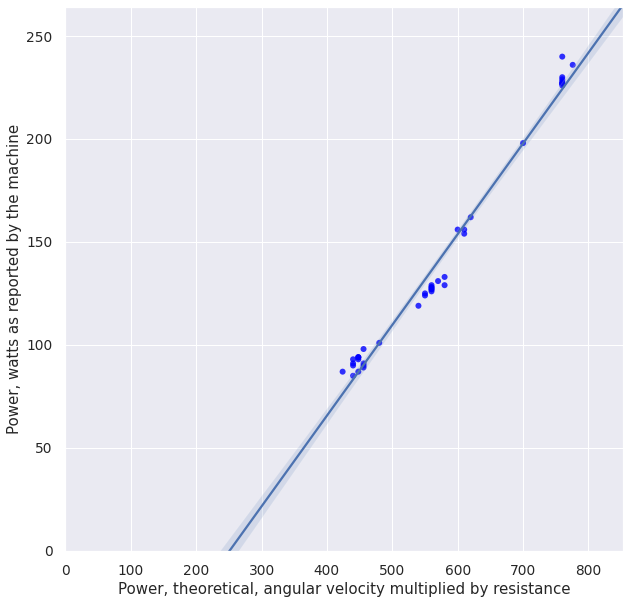 250
200
150
100
50
0
Power, watts as reported by the machine
0 100 200 300 400 500 600 700 800
Power, theoretical, angular velocity multiplied by resistance